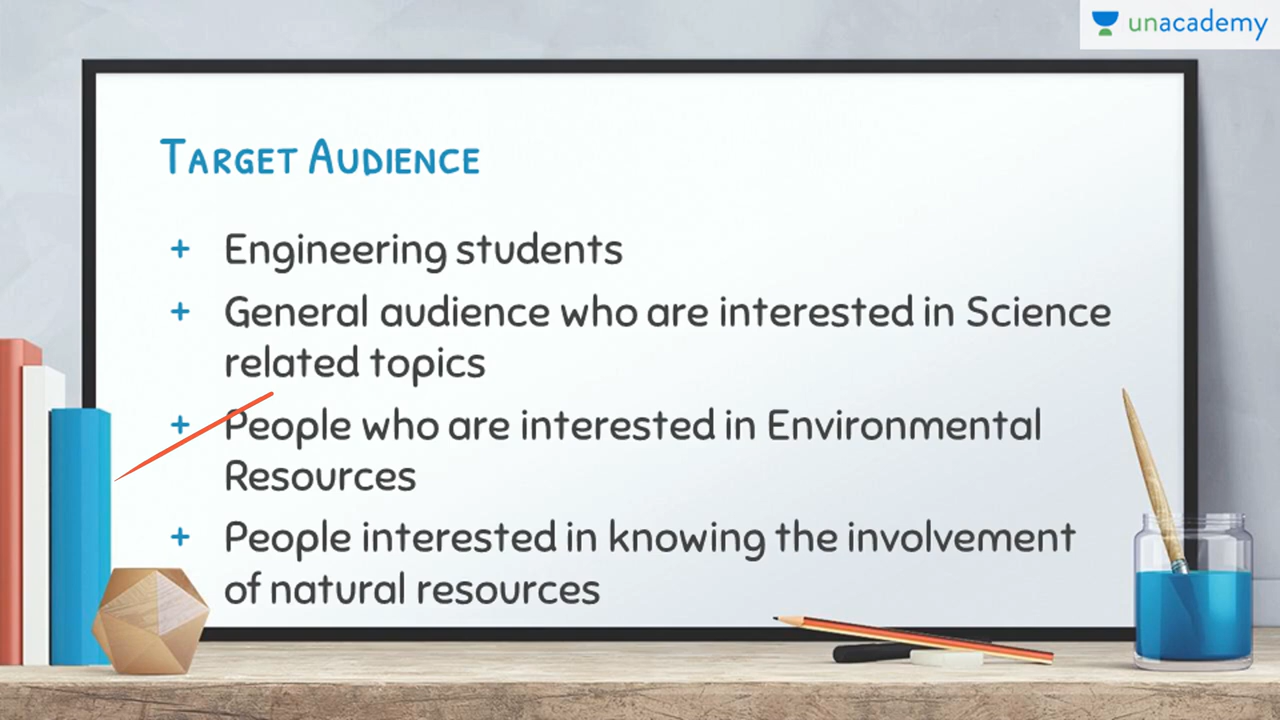 unacademy
Target Audience
+ Engineering students
+ General audience who are interested in Science
related topics
+ People who are interested in Environmental
Resources
+ People interested in knowing the involvement
of natural resources